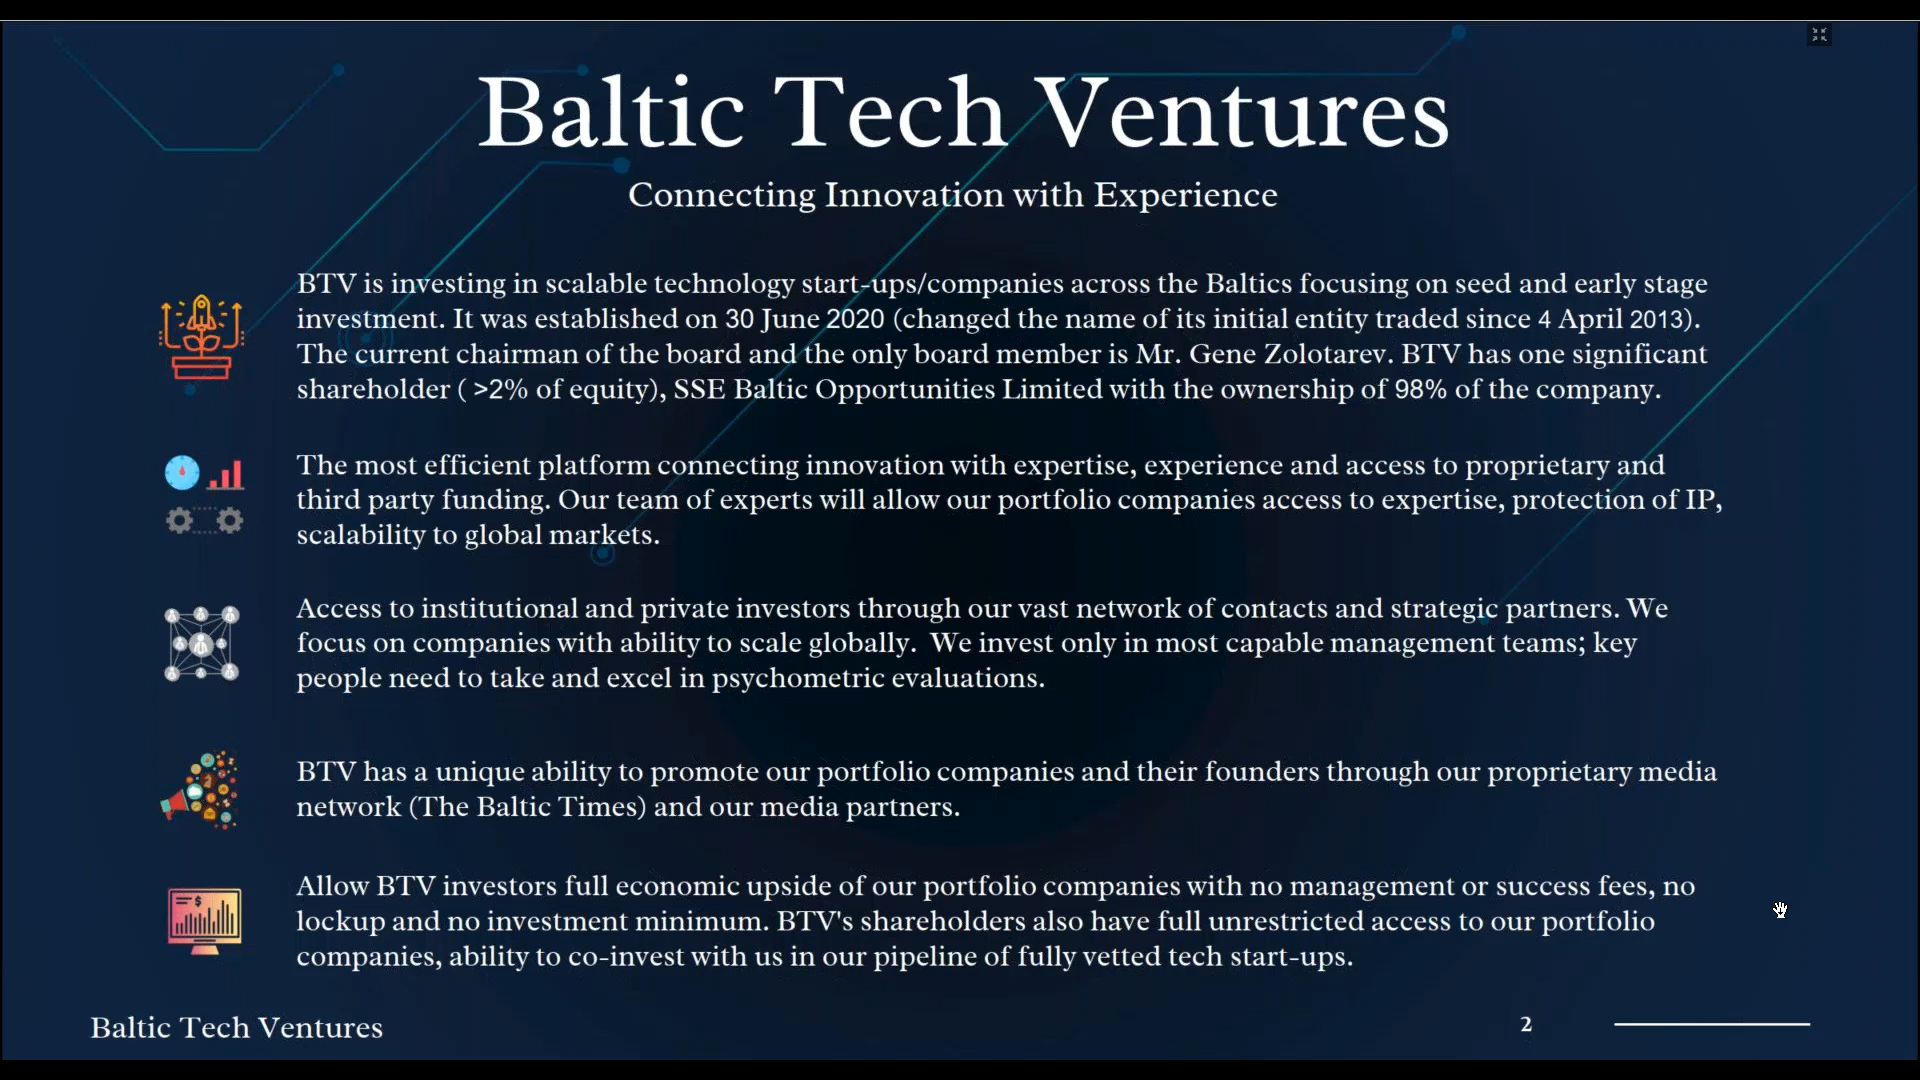 Baltic Tech Ventures
Connecting Innovation with Experience
BTV is investing in scalable technology start-ups/companies across the Baltics focusing on seed and early stage
investment. It was established on 30 June 2020 (changed the name of its initial entity traded since 4 April 2013).
The current chairman of the board and the only board member is Mr. Gene Zolotarev. BTV has one significant
shareholder ( >2% of equity), SSE Baltic Opportunities Limited with the ownership of 98% of the company.
The most efficient platform connecting innovation with expertise, experience and access to proprietary and
third party funding. Our team of experts will allow our portfolio companies access to expertise, protection of IP,
scalability to global markets.
Access to institutional and private investors through our vast network of contacts and strategic partners. We
focus on companies with ability to scale globally.  We invest only in most capable management teams; key
people need to take and excel in psychometric evaluations.
BTV has a unique ability to promote our portfolio companies and their founders through our proprietary media
network (The Baltic Times) and our media partners.
Allow BTV investors full economic upside of our portfolio companies with no management or success fees, no
lockup and no investment minimum. BTV's shareholders also have full unrestricted access to our portfolio
companies, ability to co-invest with us in our pipeline of fully vetted tech start-ups.
Baltic Tech Ventures
2